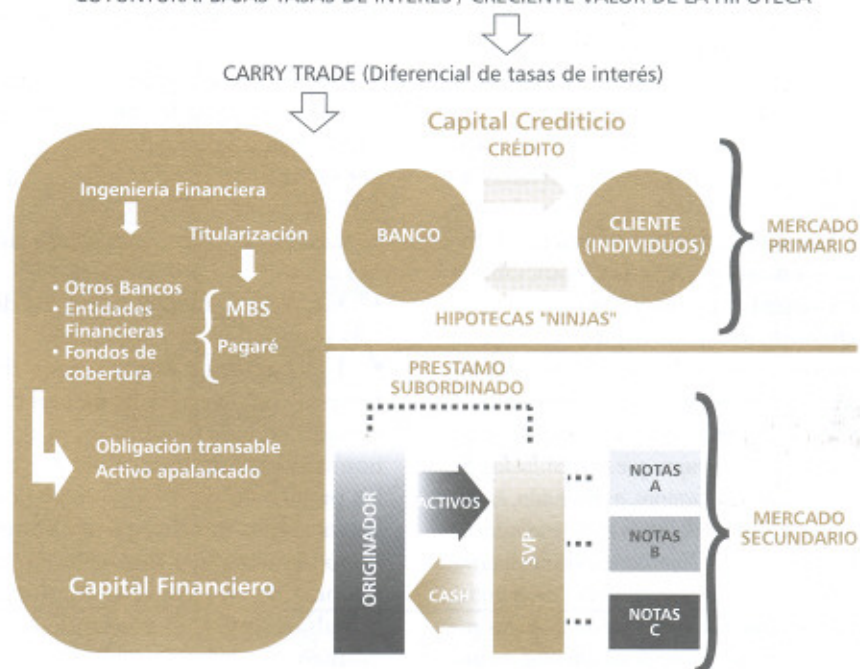 CARRY TRADE (Diferencial de tasas de interés)
Capital Crediticio
CRÉDITO
BANCO
CLIENTE
(INDIVIDUOS)
HIPOTECAS "NINJAS"
MERCADO
PRIMARIO
Ingeniería Financiera
Titularización
• Otros Bancos
• Entidades
Financieras
• Fondos de
cobertura
MBS
Pagaré
Obligación transable
Activo apalancado
Capital Financiero
PRESTAMO
SUBORDINADO
ORIGINADOR
ACTIVOS
CASH
SVP
NOTAS
A
NOTAS
B
NOTAS
C
MERCADO
SECUNDARIO